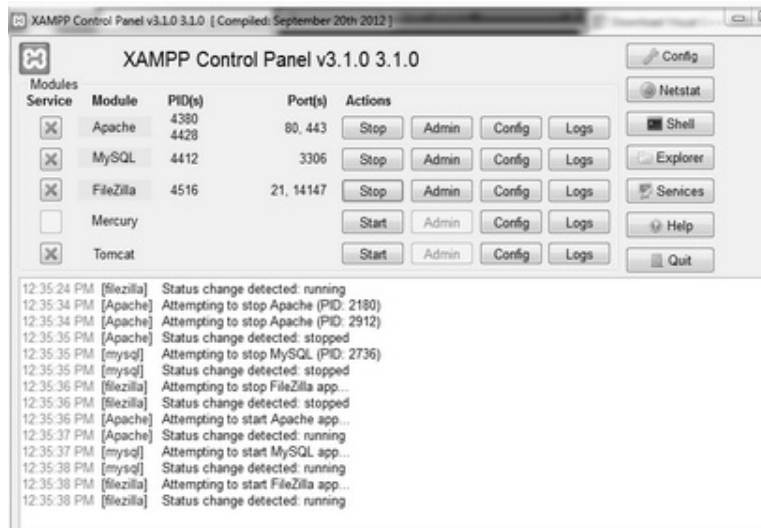 XAMPP Control Panel v3.1.0 3.1.0 [ Compiled: September 20th 2012 ]
XAMPP Control Panel v3.1.0 3.1.0
Config
Modules
Service Module PID(s) Port(s) Actions
Netstat
Apache 4380 4428 80, 443 Stop Admin Config Logs
Shell
MySQL 4412 3306 Stop Admin Config Logs
Explorer
FileZilla 4516 21, 14147 Stop Admin Config Logs
Services
Mercury Start Admin Config Logs
Help
Tomcat Start Admin Config Logs
Quit
12:35:24 PM [filezilla] Status change detected: running
12:35:34 PM [Apache] Attempting to stop Apache (PID: 2180)
12:35:34 PM [Apache] Attempting to stop Apache (PID: 2912)
12:35:35 PM [Apache] Status change detected: stopped
12:35:35 PM [mysql] Attempting to stop MySQL (PID: 2736)
12:35:35 PM [mysql] Status change detected: stopped
12:35:36 PM [filezilla] Attempting to stop FileZilla app...
12:35:36 PM [filezilla] Status change detected: stopped
12:35:36 PM [Apache] Attempting to start Apache app...
12:35:37 PM [Apache] Status change detected: running
12:35:37 PM [mysql] Attempting to start MySQL app...
12:35:38 PM [mysql] Status change detected: running
12:35:38 PM [filezilla] Attempting to start FileZilla app...
12:35:38 PM [filezilla] Status change detected: running